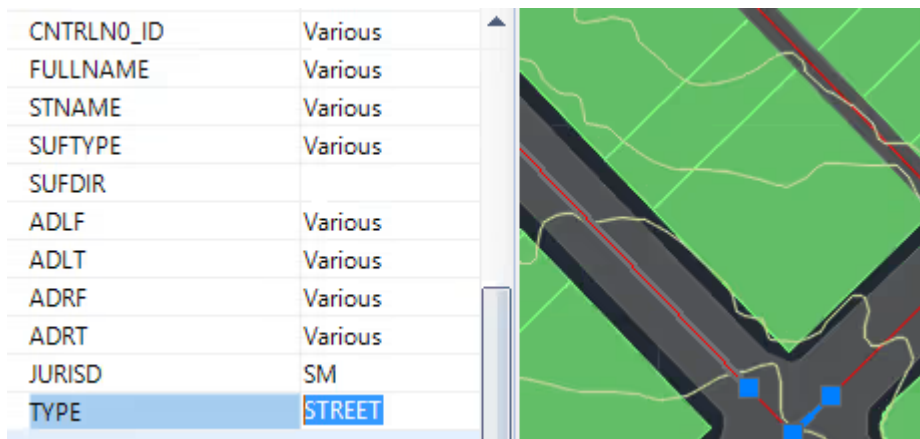 CNTRLN0_ID Various
FULLNAME Various
STNAME Various
SUFTYPE Various
SUFDIR
ADLF Various
ADLT Various
ADRF Various
ADRT Various
JURISD SM
TYPE STREET